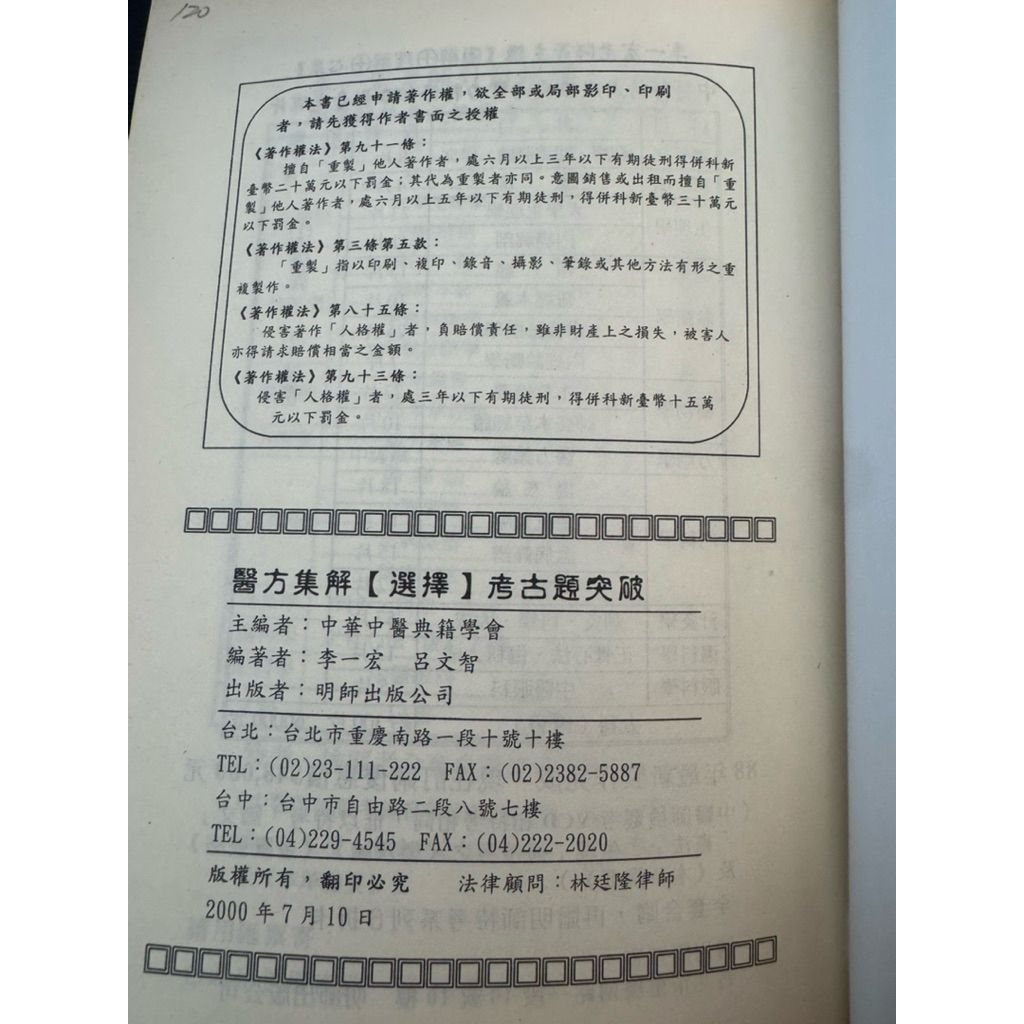 120
本書已經申請著作權，欲全部或局部影印、印刷
者，請先獲得作者書面之授權
《著作權法》第九十一條：
擅自「重製」他人著作者，處六月以上三年以下有期徒刑得併科新
臺幣二十萬元以下罰金；其代為重製者亦同。意圖銷售或出租而擅自「重
製」他人著作者，處六月以上五年以下有期徒刑，得併科新臺幣三十萬元
以下罰金。
《著作權法》第三條第五款：
「重製」指以印刷、複印、錄音、攝影、筆錄或其他方法有形之重
複製作。
《著作權法》第八十五條：
侵害著作「人格權」者，負賠償責任，雖非財產上之損失，被害人
亦得請求賠償相當之金額。
《著作權法》第九十三條：
侵害「人格權」者，處三年以下有期徒刑，得併科新臺幣十五萬
元以下罰金。
醫方集解【選擇】考古題突破
主編者：中華中醫典籍學會
編著者：李一宏 呂文智
出版者：明師出版公司
台北：台北市重慶南路一段十號十樓
TEL：(02)23-111-222 FAX：(02)2382-5887
台中：台中市自由路二段八號七樓
TEL：(04)229-4545 FAX：(04)222-2020
版權所有，翻印必究 法律顧問：林廷隆律師
2000年7月10日